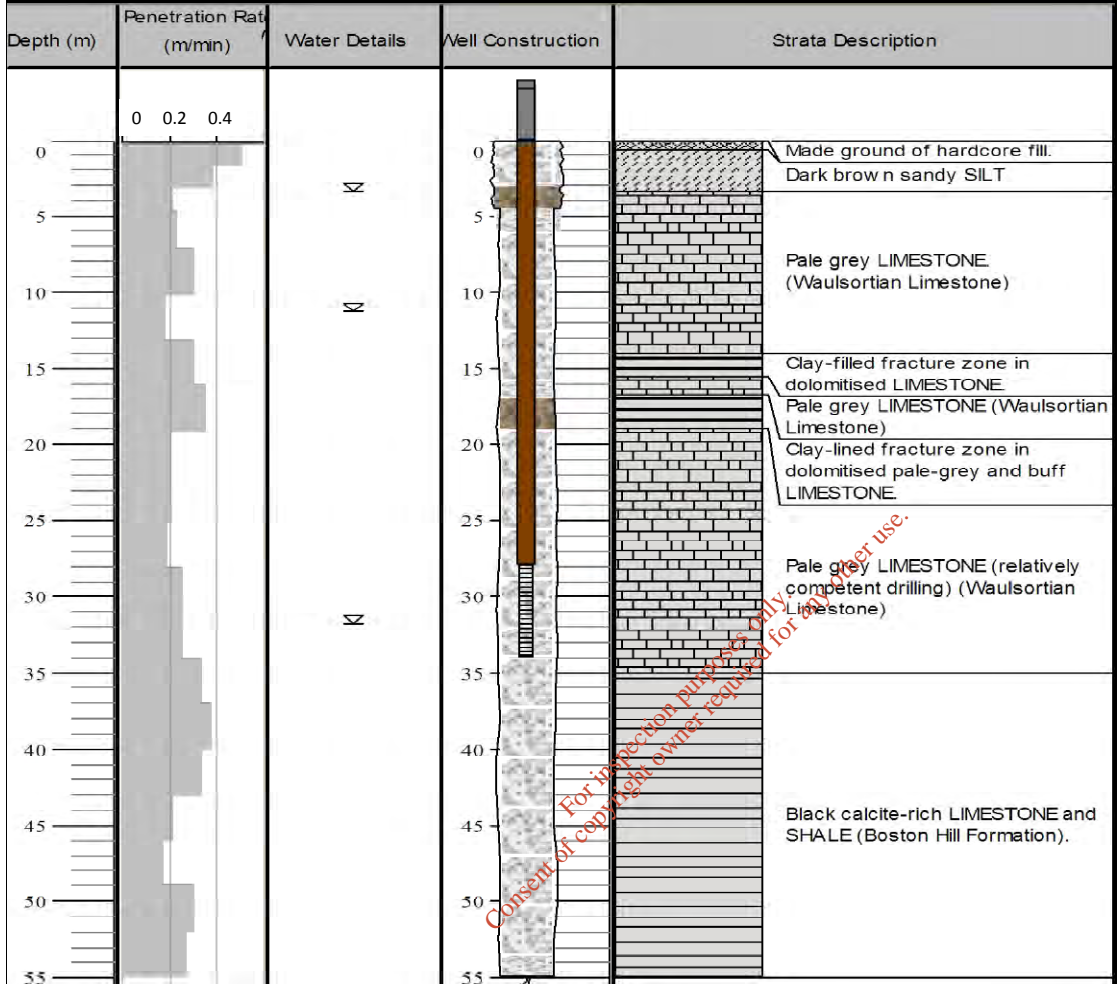 Depth (m)
Penetration Rat
(m/min)
Water Details
Well Construction
Strata Description
0 0.2 0.4
0
5
10
15
20
25
30
35
40
45
50
55
0
5
10
15
20
25
30
35
40
45
50
55
Made ground of hardcore fill.
Dark brown sandy SILT
Pale grey LIMESTONE.
(Waulsortian Limestone)
Clay-filled fracture zone in
dolomitised LIMESTONE.
Pale grey LIMESTONE (Waulsortian
Limestone)
Clay-lined fracture zone in
dolomitised pale-grey and buff
LIMESTONE.
Pale grey LIMESTONE (relatively
competent drilling) (Waulsortian
Limestone)
Black calcite-rich LIMESTONE and
SHALE (Boston Hill Formation).
For inspection purposes only.
Consent of copyright owner required for any other use.